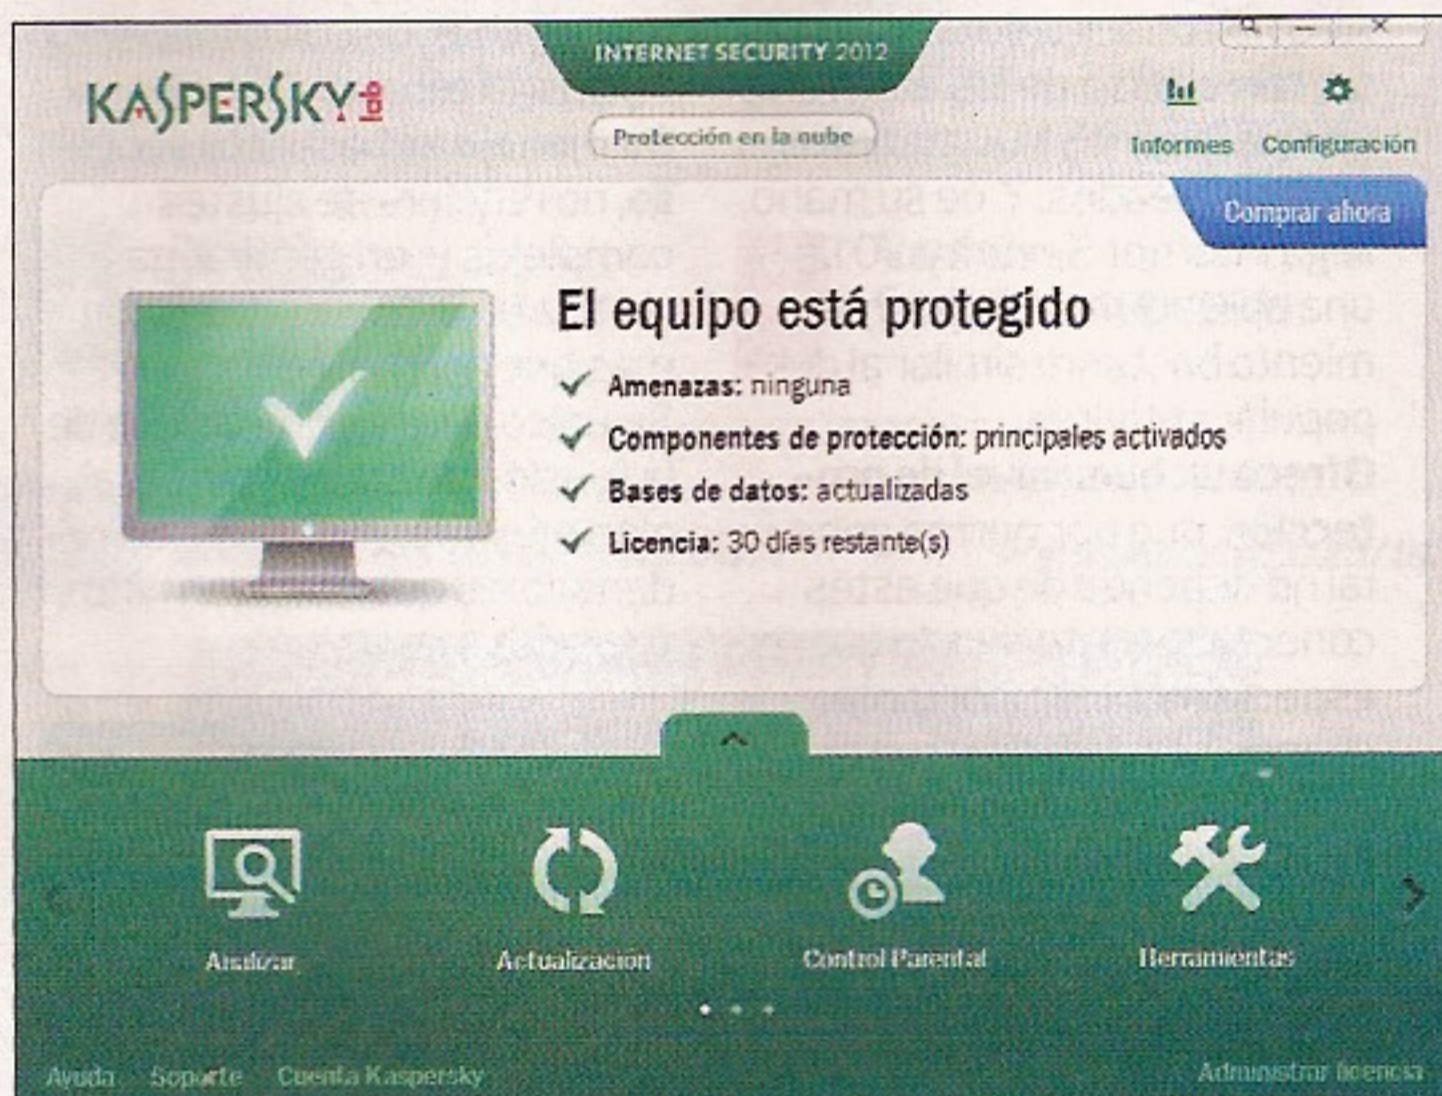 INTERNET SECURITY 2012
KASPERSKY lab
Protección en la nube
Informes Configuración
Comprar ahora
El equipo está protegido
Amenazas: ninguna
Componentes de protección: principales activados
Bases de datos: actualizadas
Licencia: 30 días restante(s)
Analizar Actualización Control Parental Herramientas
Ayuda Soporte Cuenta Kaspersky Administrar licencia